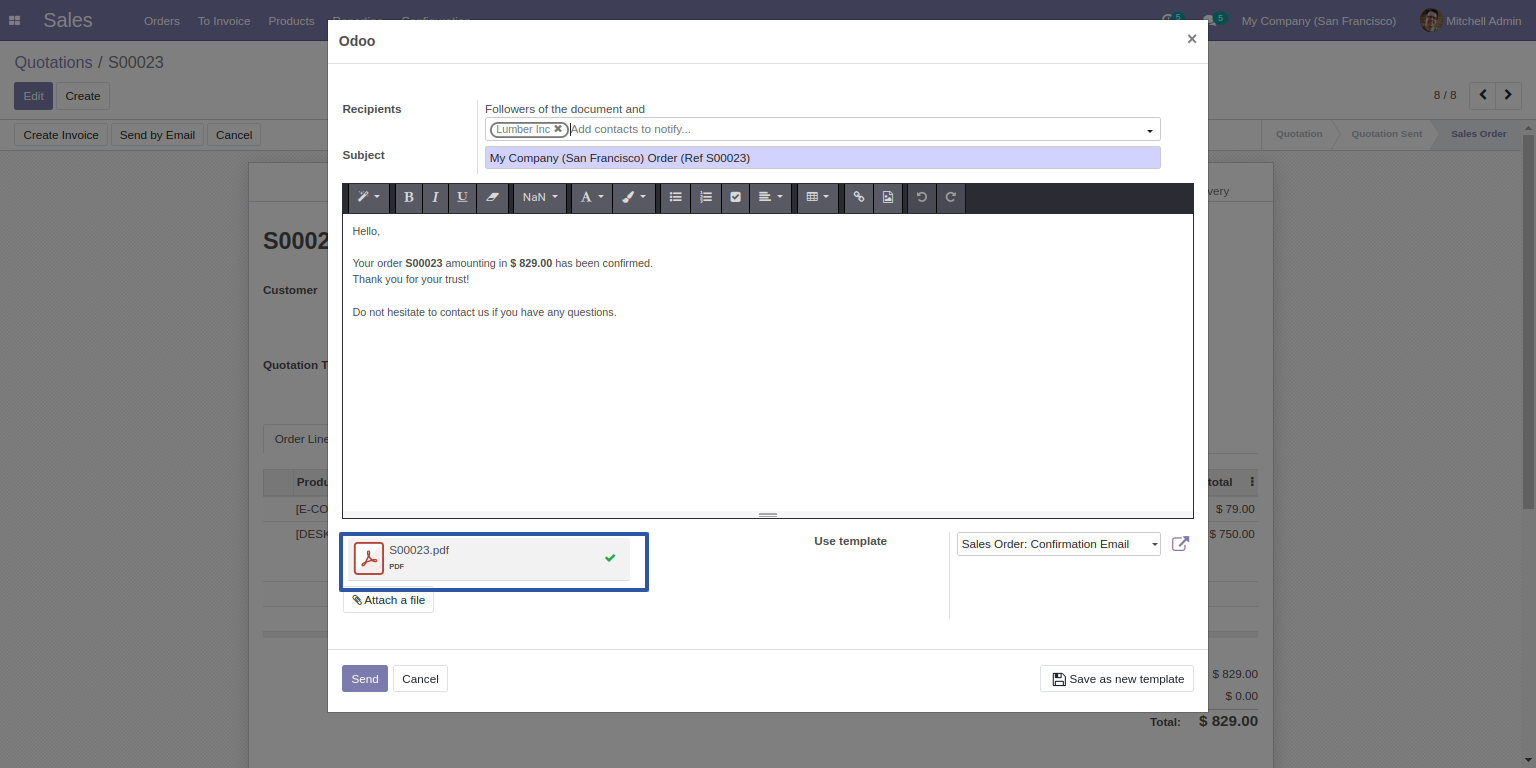 Sales
Orders
To Invoice
Products
Reporting
Configuration
5
5
My Company (San Francisco)
Mitchell Admin
Quotations / S00023
Edit
Create
8 / 8
Create Invoice
Send by Email
Cancel
Quotation
Quotation Sent
Sales Order
Odoo
×
Recipients
Followers of the document and
Lumber Inc ✖ Add contacts to notify...
Subject
My Company (San Francisco) Order (Ref S00023)
B
I
U
NaN
A
Hello,
Your order S00023 amounting in $ 829.00 has been confirmed.
Thank you for your trust!
Do not hesitate to contact us if you have any questions.
S0002
Customer
Quotation T
Order Line
Produ
total
[E-CO
$ 79.00
[DESK
$ 750.00
very
S00023.pdf
PDF
Attach a file
Use template
Sales Order: Confirmation Email
Send
Cancel
Save as new template
$ 829.00
$ 0.00
Total: $ 829.00